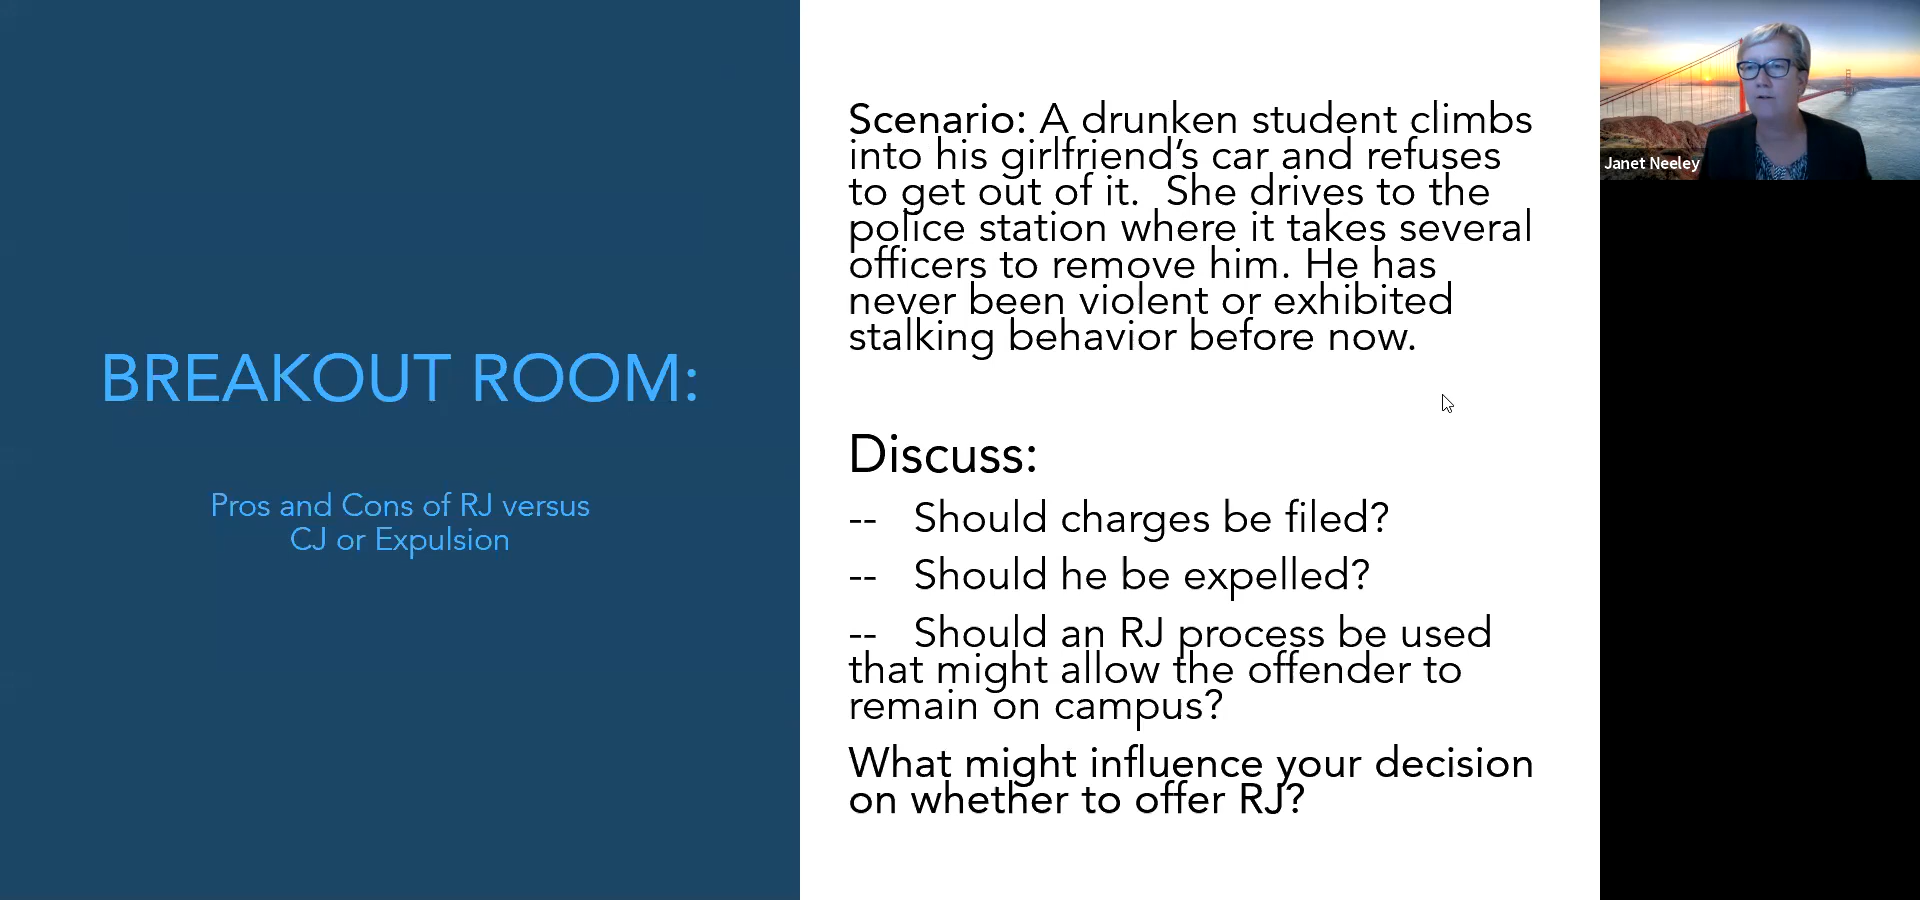 BREAKOUT ROOM:
Pros and Cons of RJ versus
CJ or Expulsion
Scenario: A drunken student climbs
into his girlfriend’s car and refuses
to get out of it.  She drives to the
police station where it takes several
officers to remove him. He has
never been violent or exhibited
stalking behavior before now.
Discuss:
-- Should charges be filed?
-- Should he be expelled?
-- Should an RJ process be used
that might allow the offender to
remain on campus?
What might influence your decision
on whether to offer RJ?
Janet Neeley